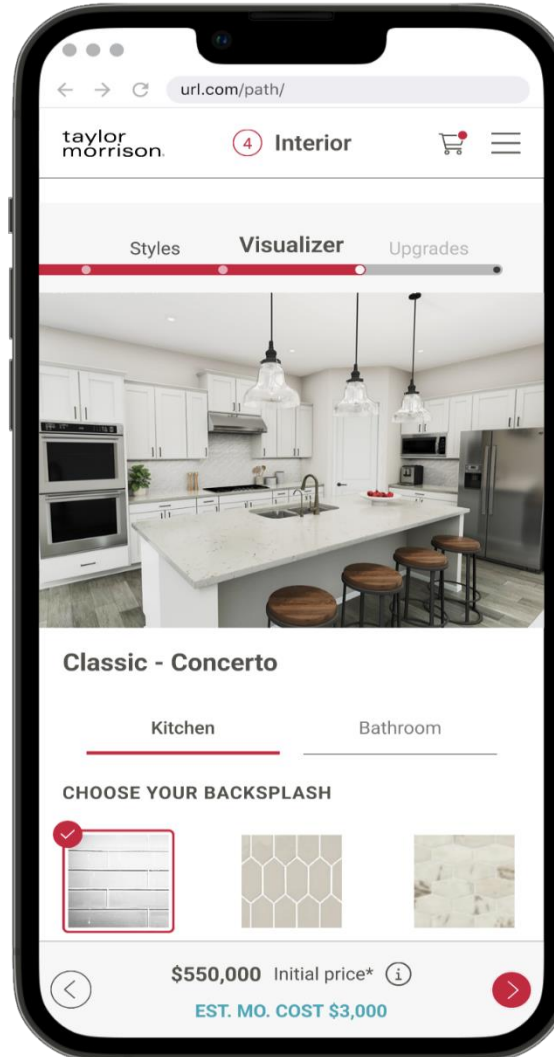 url.com/path/
taylor
morrison.
4 Interior
Styles
Visualizer
Upgrades
Classic - Concerto
Kitchen
Bathroom
CHOOSE YOUR BACKSPLASH
$550,000 Initial price* i
EST. MO. COST $3,000